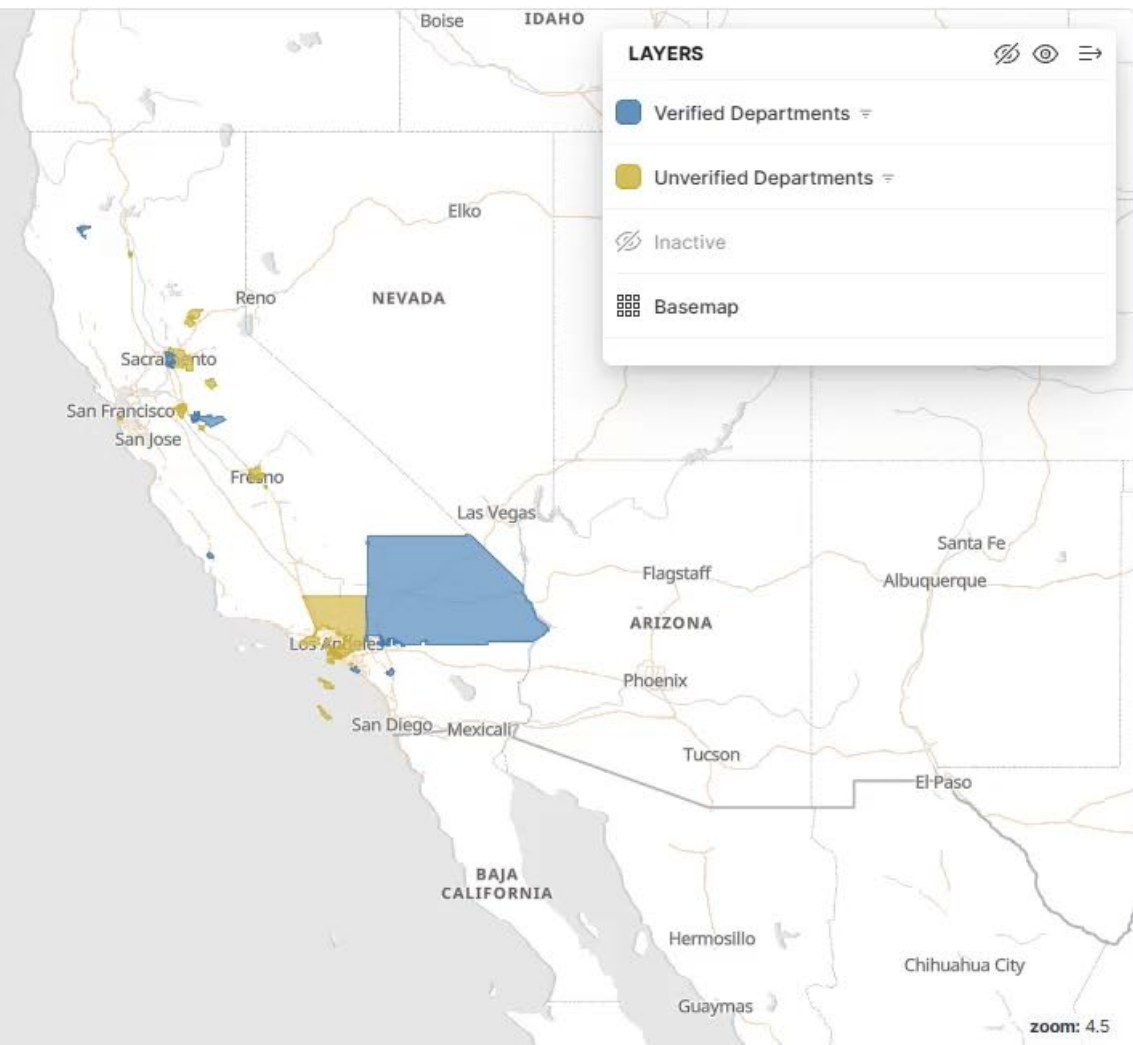 Boise
IDAHO
LAYERS
Verified Departments
Unverified Departments
Inactive
Basemap
Elko
Reno
NEVADA
Sacramento
San Francisco
San Jose
Fresno
Las Vegas
Santa Fe
Flagstaff
Albuquerque
ARIZONA
Los Angeles
Phoenix
San Diego
Mexicali
Tucson
El Paso
BAJA
CALIFORNIA
Hermosillo
Chihuahua City
Guaymas
zoom: 4.5